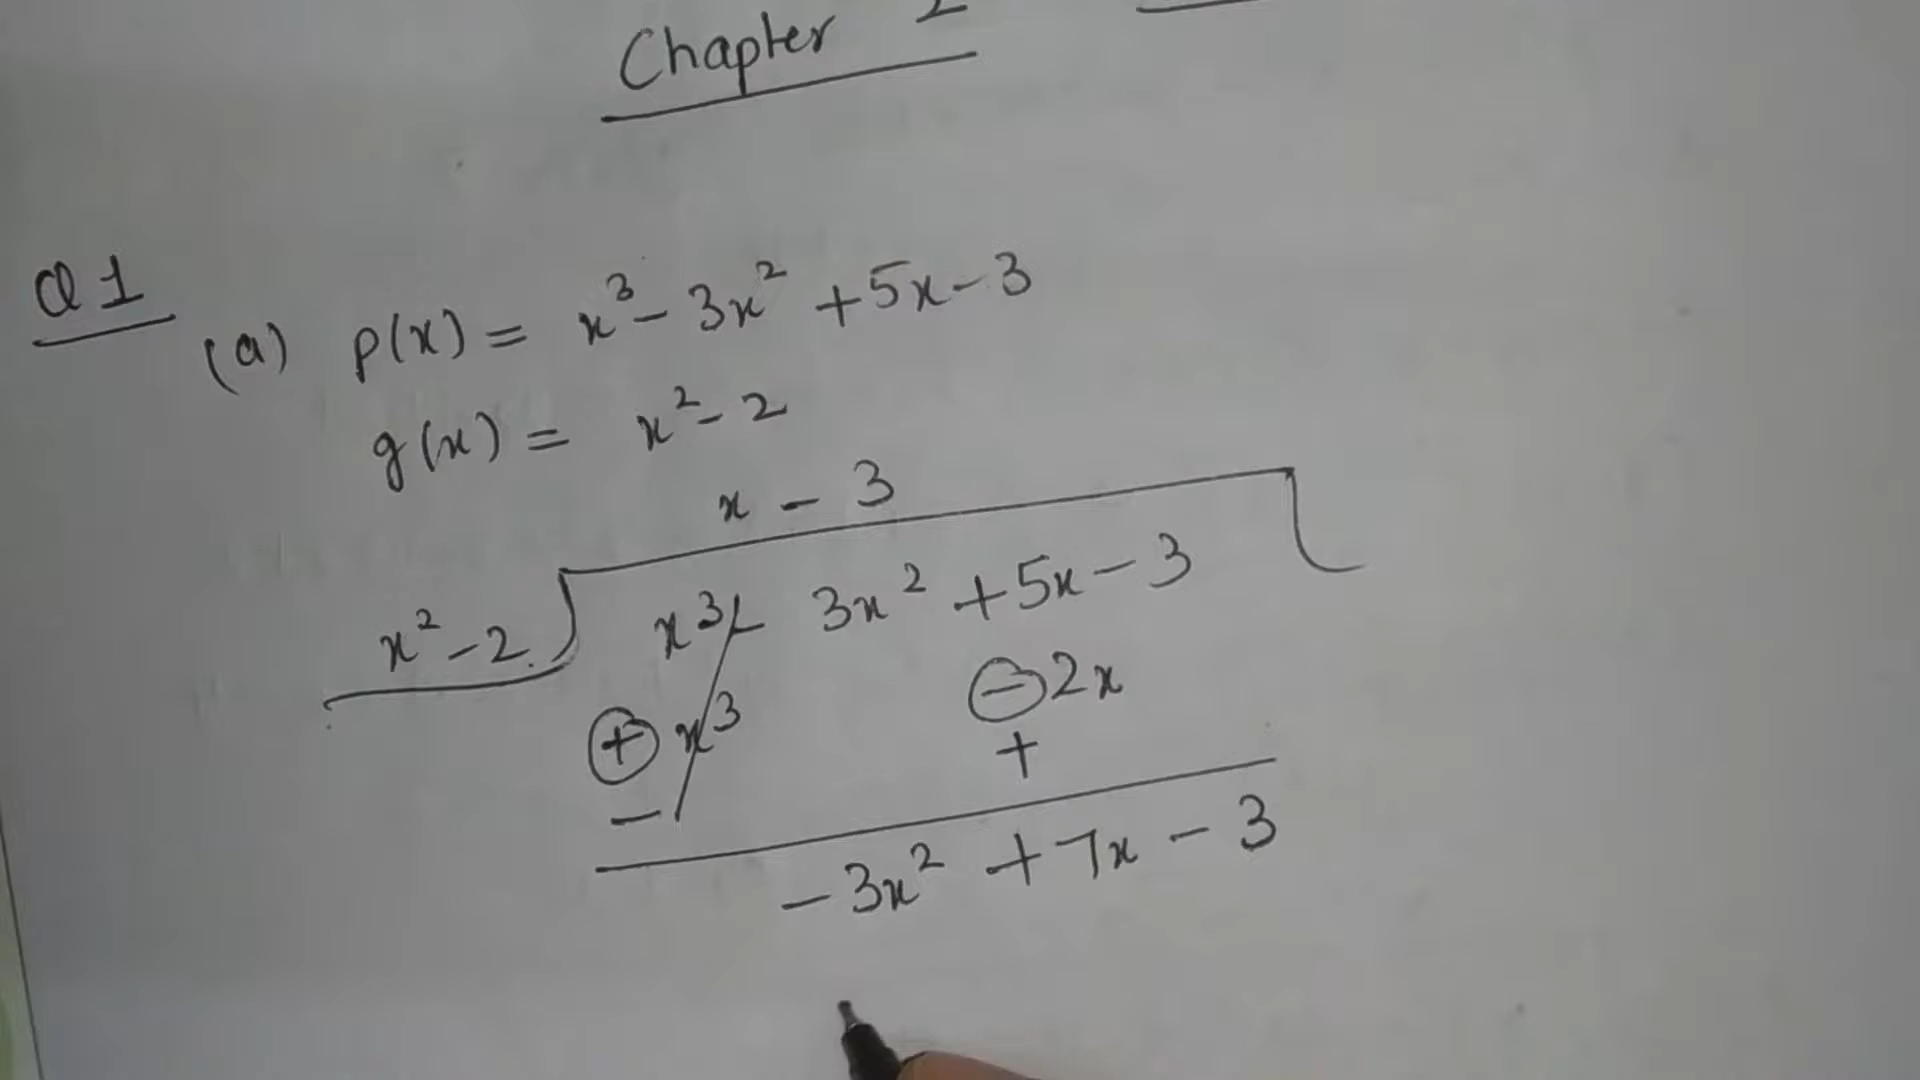 Chapter
Q1
(a) p(x) = x³ - 3x² + 5x - 3
g(x) = x² - 2
x - 3
x² - 2 x³ - 3x² + 5x - 3
+ x³ - 2x
- +
- 3x² + 7x - 3